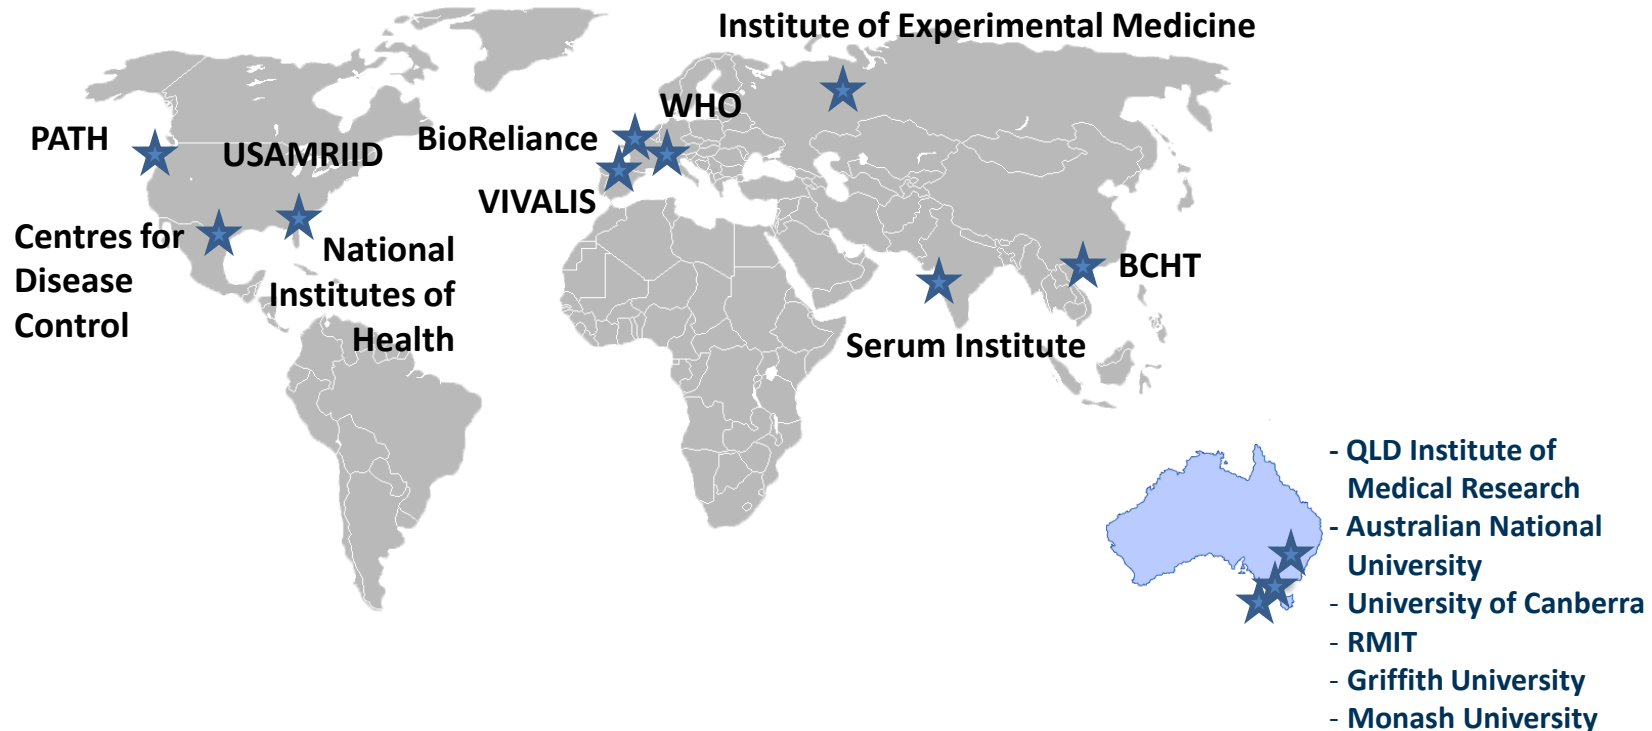 Institute of Experimental Medicine
WHO
PATH
USAMRIID
BioReliance
VIVALIS
Centres for
Disease
Control
National
Institutes of
Health
BCHT
Serum Institute
- QLD Institute of
Medical Research
- Australian National
University
- University of Canberra
- RMIT
- Griffith University
- Monash University